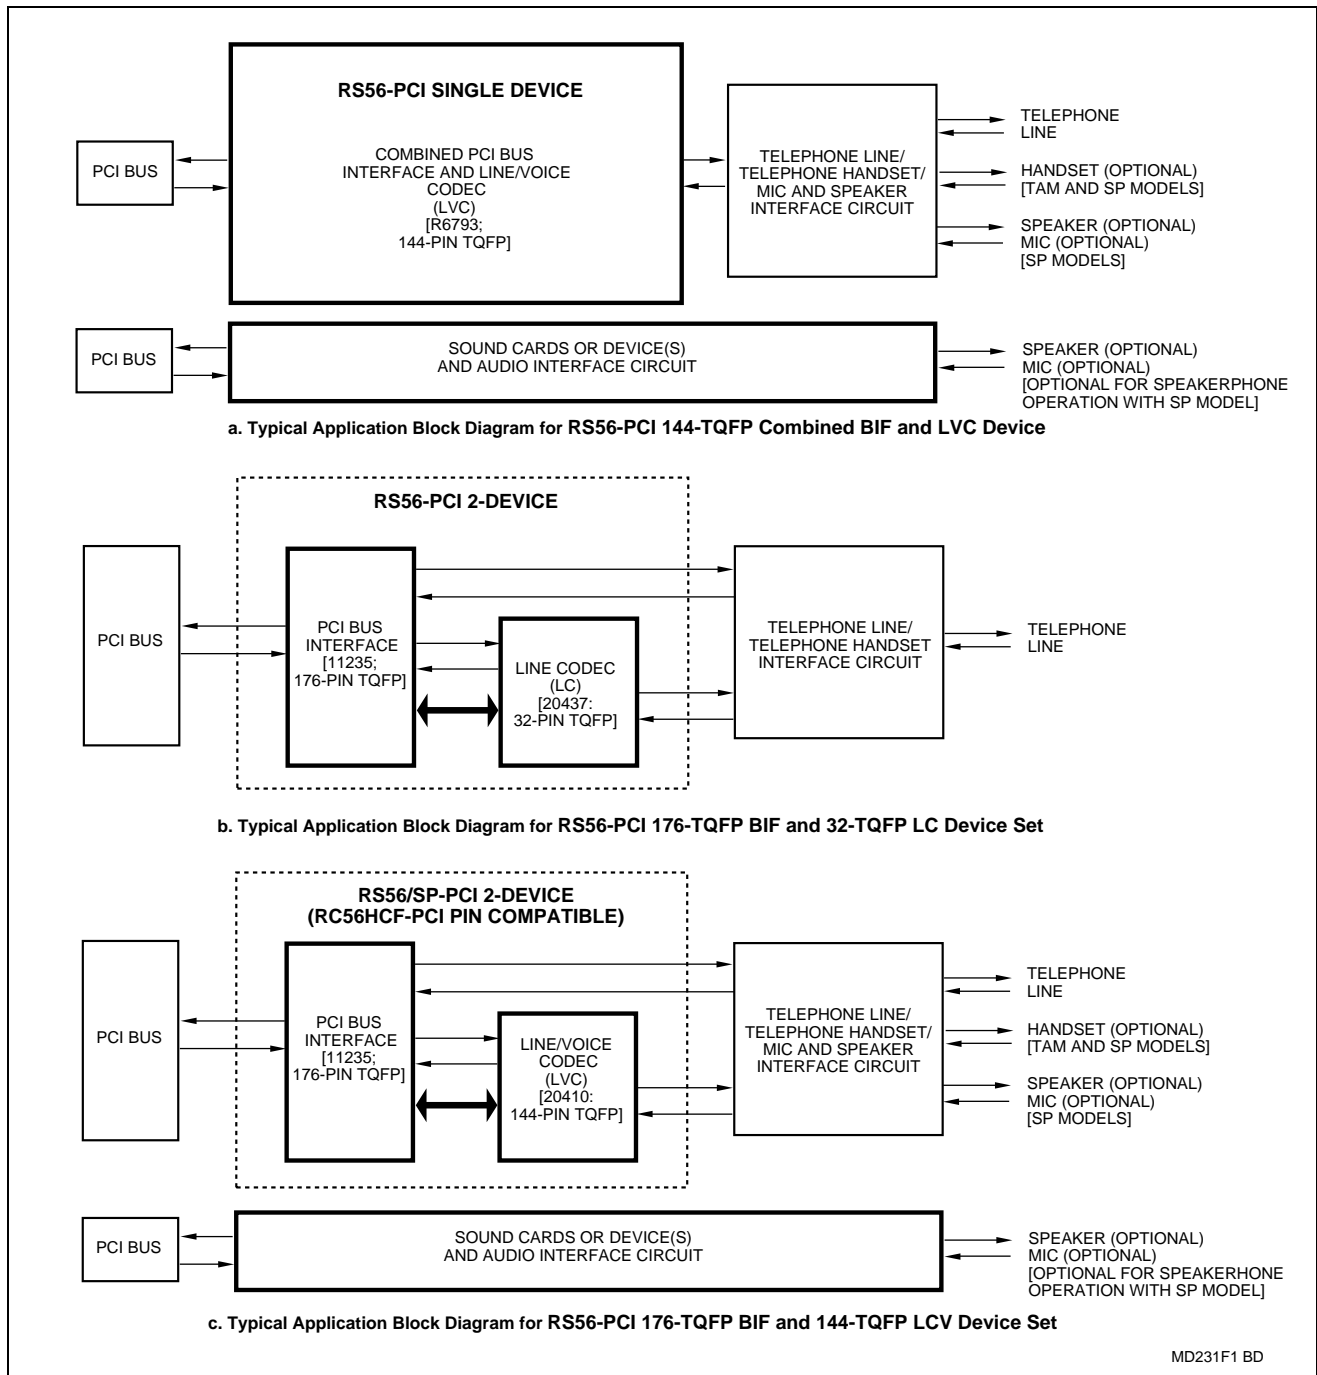 RS56-PCI SINGLE DEVICE
PCI BUS
COMBINED PCI BUS
INTERFACE AND LINE/VOICE
CODEC
(LVC)
[R6793;
144-PIN TQFP]
TELEPHONE LINE/
TELEPHONE HANDSET/
MIC AND SPEAKER
INTERFACE CIRCUIT
TELEPHONE
LINE
HANDSET (OPTIONAL)
[TAM AND SP MODELS]
SPEAKER (OPTIONAL)
MIC (OPTIONAL)
[SP MODELS]
PCI BUS
SOUND CARDS OR DEVICE(S)
AND AUDIO INTERFACE CIRCUIT
SPEAKER (OPTIONAL)
MIC (OPTIONAL)
[OPTIONAL FOR SPEAKERPHONE
OPERATION WITH SP MODEL]
a. Typical Application Block Diagram for RS56-PCI 144-TQFP Combined BIF and LVC Device
RS56-PCI 2-DEVICE
PCI BUS
PCI BUS
INTERFACE
[11235;
176-PIN TQFP]
LINE CODEC
(LC)
[20437:
32-PIN TQFP]
TELEPHONE LINE/
TELEPHONE HANDSET
INTERFACE CIRCUIT
TELEPHONE
LINE
b. Typical Application Block Diagram for RS56-PCI 176-TQFP BIF and 32-TQFP LC Device Set
RS56/SP-PCI 2-DEVICE
(RC56HCF-PCI PIN COMPATIBLE)
PCI BUS
PCI BUS
INTERFACE
[11235;
176-PIN TQFP]
LINE/VOICE
CODEC
(LVC)
[20410:
144-PIN TQFP]
TELEPHONE LINE/
TELEPHONE HANDSET/
MIC AND SPEAKER
INTERFACE CIRCUIT
TELEPHONE
LINE
HANDSET (OPTIONAL)
[TAM AND SP MODELS]
SPEAKER (OPTIONAL)
MIC (OPTIONAL)
[SP MODELS]
PCI BUS
SOUND CARDS OR DEVICE(S)
AND AUDIO INTERFACE CIRCUIT
SPEAKER (OPTIONAL)
MIC (OPTIONAL)
[OPTIONAL FOR SPEAKERHONE
OPERATION WITH SP MODEL]
c. Typical Application Block Diagram for RS56-PCI 176-TQFP BIF and 144-TQFP LCV Device Set
MD231F1 BD